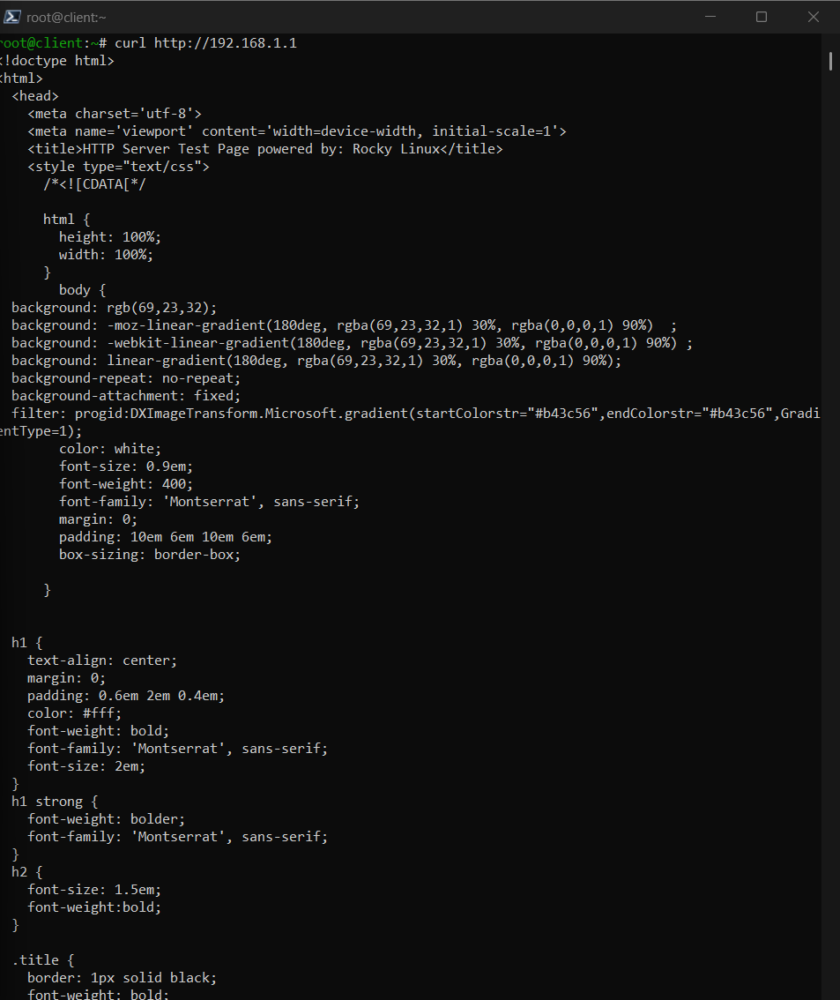 root@client:~
root@client:~# curl http://192.168.1.1
<!doctype html>
<html>
  <head>
    <meta charset='utf-8'>
    <meta name='viewport' content='width=device-width, initial-scale=1'>
    <title>HTTP Server Test Page powered by: Rocky Linux</title>
    <style type="text/css">
      /*<![CDATA[*/

      html {
        height: 100%;
        width: 100%;
      }
        body {
  background: rgb(69,23,32);
  background: -moz-linear-gradient(180deg, rgba(69,23,32,1) 30%, rgba(0,0,0,1) 90%)  ;
  background: -webkit-linear-gradient(180deg, rgba(69,23,32,1) 30%, rgba(0,0,0,1) 90%) ;
  background: linear-gradient(180deg, rgba(69,23,32,1) 30%, rgba(0,0,0,1) 90%);
  background-repeat: no-repeat;
  background-attachment: fixed;
  filter: progid:DXImageTransform.Microsoft.gradient(startColorstr="#b43c56",endColorstr="#b43c56",Gradi
entType=1);
        color: white;
        font-size: 0.9em;
        font-weight: 400;
        font-family: 'Montserrat', sans-serif;
        margin: 0;
        padding: 10em 6em 10em 6em;
        box-sizing: border-box;

      }


  h1 {
    text-align: center;
    margin: 0;
    padding: 0.6em 2em 0.4em;
    color: #fff;
    font-weight: bold;
    font-family: 'Montserrat', sans-serif;
    font-size: 2em;
  }
  h1 strong {
    font-weight: bolder;
    font-family: 'Montserrat', sans-serif;
  }
  h2 {
    font-size: 1.5em;
    font-weight:bold;
  }

  .title {
    border: 1px solid black;
    font-weight: bold;